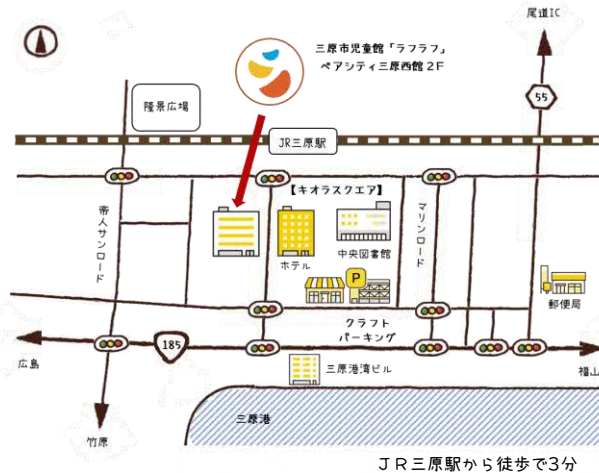 尾道IC
三原市児童館「ラフラフ」
ペアシティ三原西館2F
55
隆景広場
JR三原駅
【キオラスクエア】
帝人サンロード
マリンロード
中央図書館
ホテル
P
郵便局
クラフト
パーキング
185
広島
福山
三原港湾ビル
三原港
竹原
JR三原駅から徒歩で3分